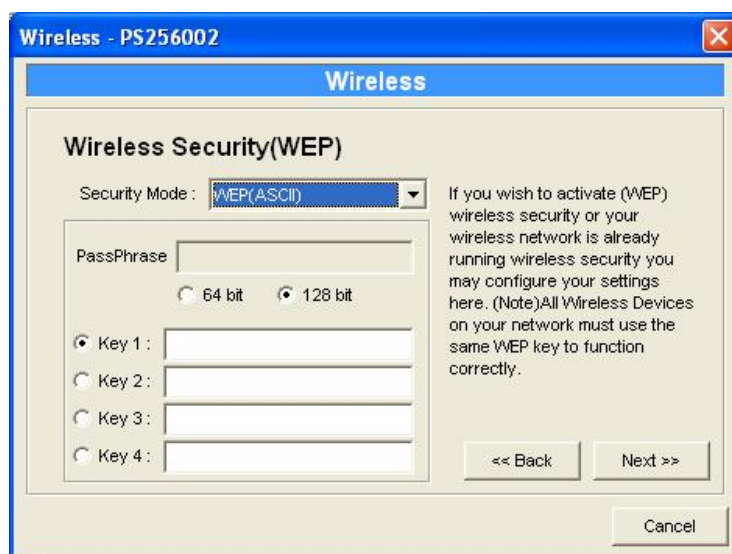 Wireless - PS256002
Wireless
Wireless Security(WEP)
Security Mode : WEP(ASCII)
PassPhrase
64 bit 128 bit
Key 1 :
Key 2 :
Key 3 :
Key 4 :
If you wish to activate (WEP)
wireless security or your
wireless network is already
running wireless security you
may configure your settings
here. (Note)All Wireless Devices
on your network must use the
same WEP key to function
correctly.
<< Back Next >>
Cancel